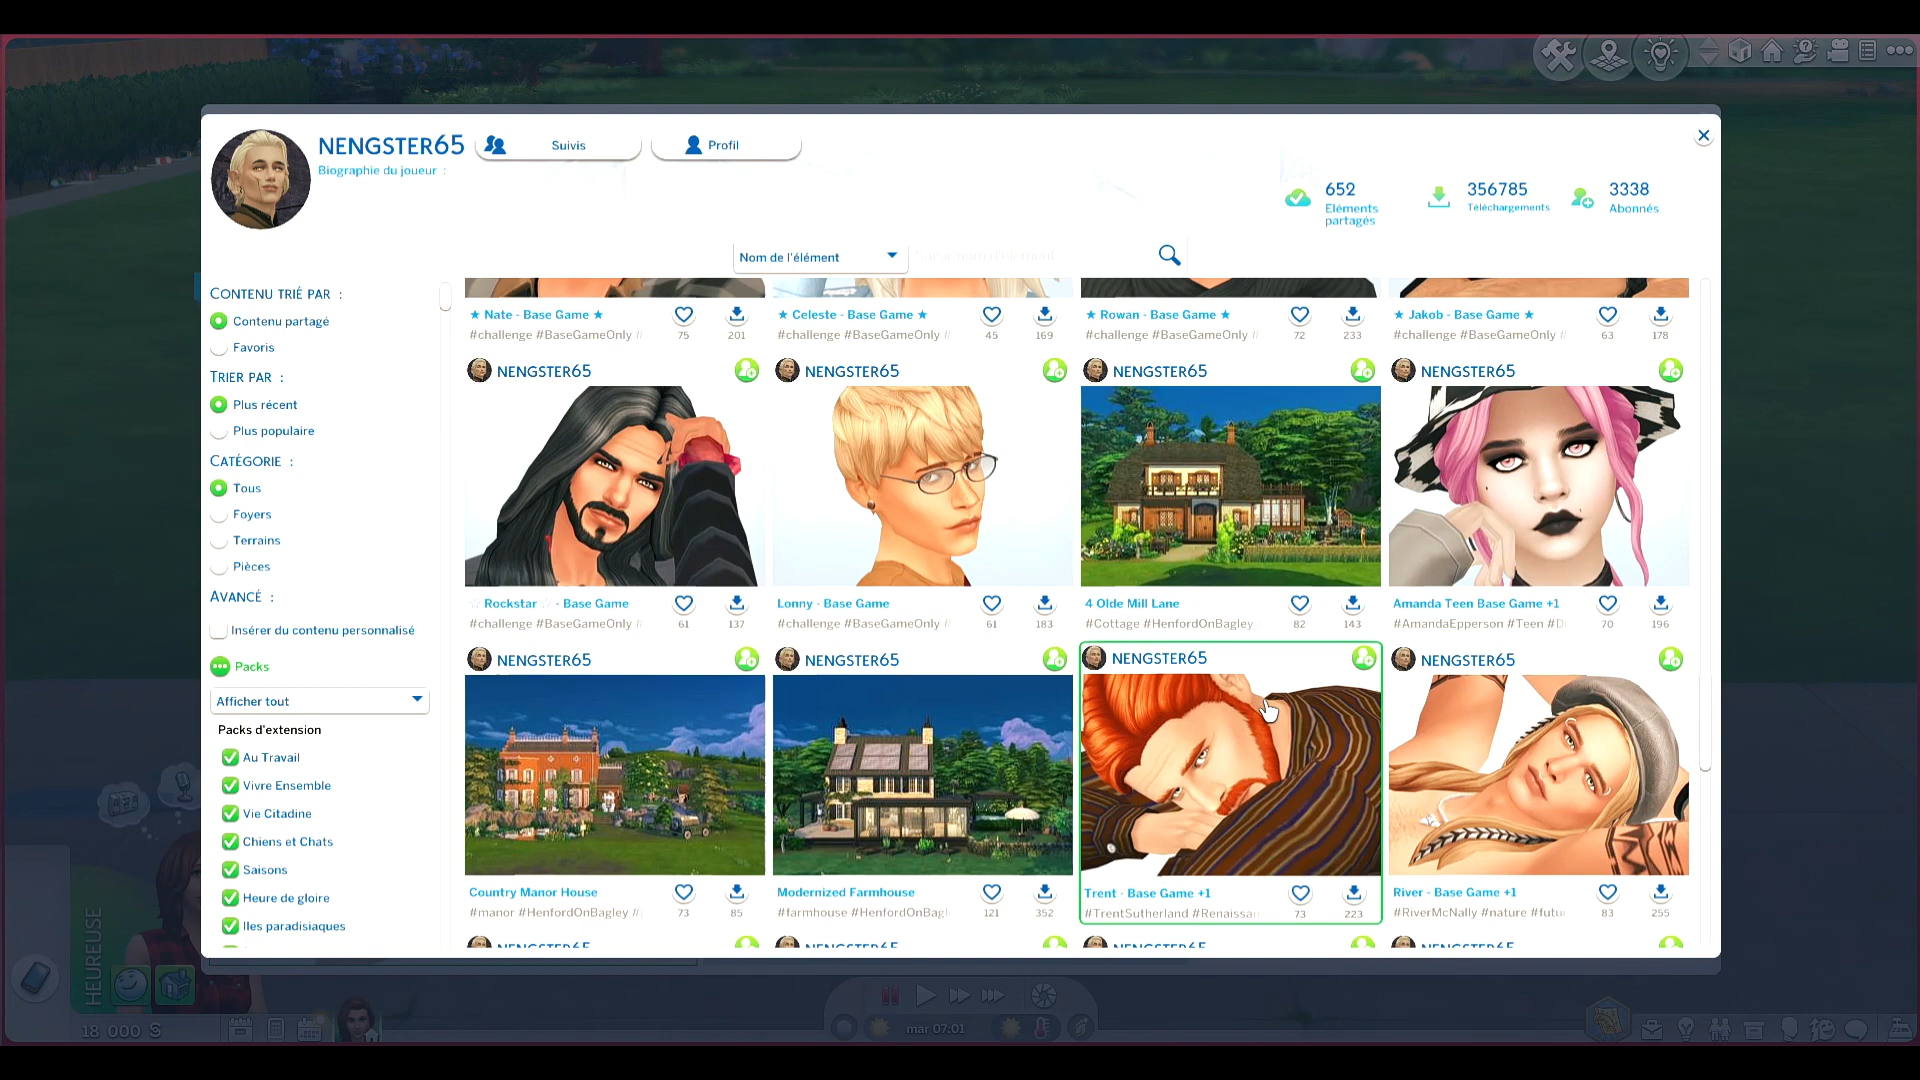 NENGSTER65
Suivis
Profil
Biographie du joueur :
652
Eléments
partagés
356785
Téléchargements
3338
Abonnés
Nom de l'élément
CONTENU TRIÉ PAR :
Contenu partagé
Favoris
TRIER PAR :
Plus récent
Plus populaire
CATÉGORIE :
Tous
Foyers
Terrains
Pièces
AVANCÉ :
Insérer du contenu personnalisé
Packs
Afficher tout
Packs d'extension
Au Travail
Vivre Ensemble
Vie Citadine
Chiens et Chats
Saisons
Heure de gloire
Iles paradisiaques
★ Nate - Base Game ★
#challenge #BaseGameOnly
75
201
★ Celeste - Base Game ★
#challenge #BaseGameOnly
45
169
★ Rowan - Base Game ★
#challenge #BaseGameOnly
72
233
★ Jakob - Base Game ★
#challenge #BaseGameOnly
63
178
NENGSTER65
NENGSTER65
NENGSTER65
NENGSTER65
☆ Rockstar ☆ - Base Game
#challenge #BaseGameOnly
61
137
Lonny - Base Game
#challenge #BaseGameOnly
61
183
4 Olde Mill Lane
#Cottage #HenfordOnBagley
82
143
Amanda Teen Base Game +1
#AmandaEpperson #Teen #D
70
196
NENGSTER65
NENGSTER65
NENGSTER65
NENGSTER65
Country Manor House
#manor #HenfordOnBagley #
73
85
Modernized Farmhouse
#farmhouse #HenfordOnBagl
121
352
Trent - Base Game +1
#TrentSutherland #Renaissan
73
223
River - Base Game +1
#RiverMcNally #nature #futu
83
255
NENGSTER65
NENGSTER65
NENGSTER65
NENGSTER65
HEUREUSE
18 000 §
mar 07:01